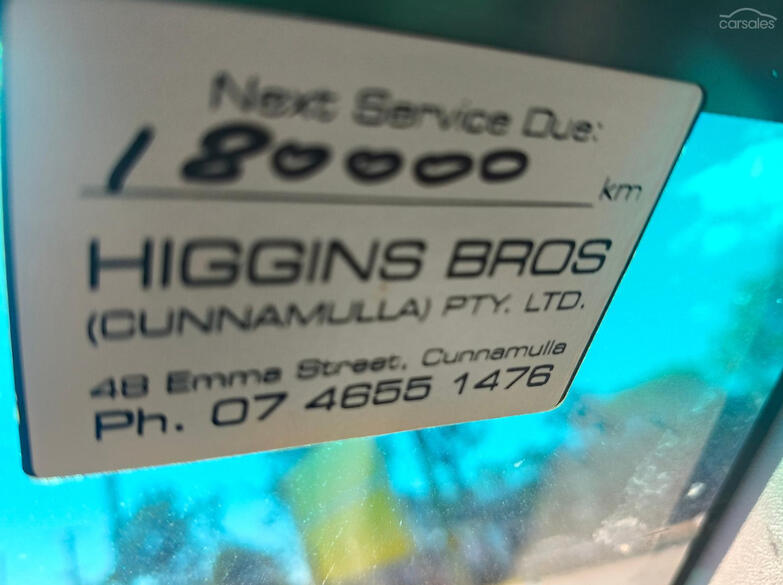 carsales
Next Service Due:
180000 km
HIGGINS BROS
(CUNNAMULLA) PTY. LTD.
48 Emma Street, Cunnamulla
Ph. 07 4655 1476